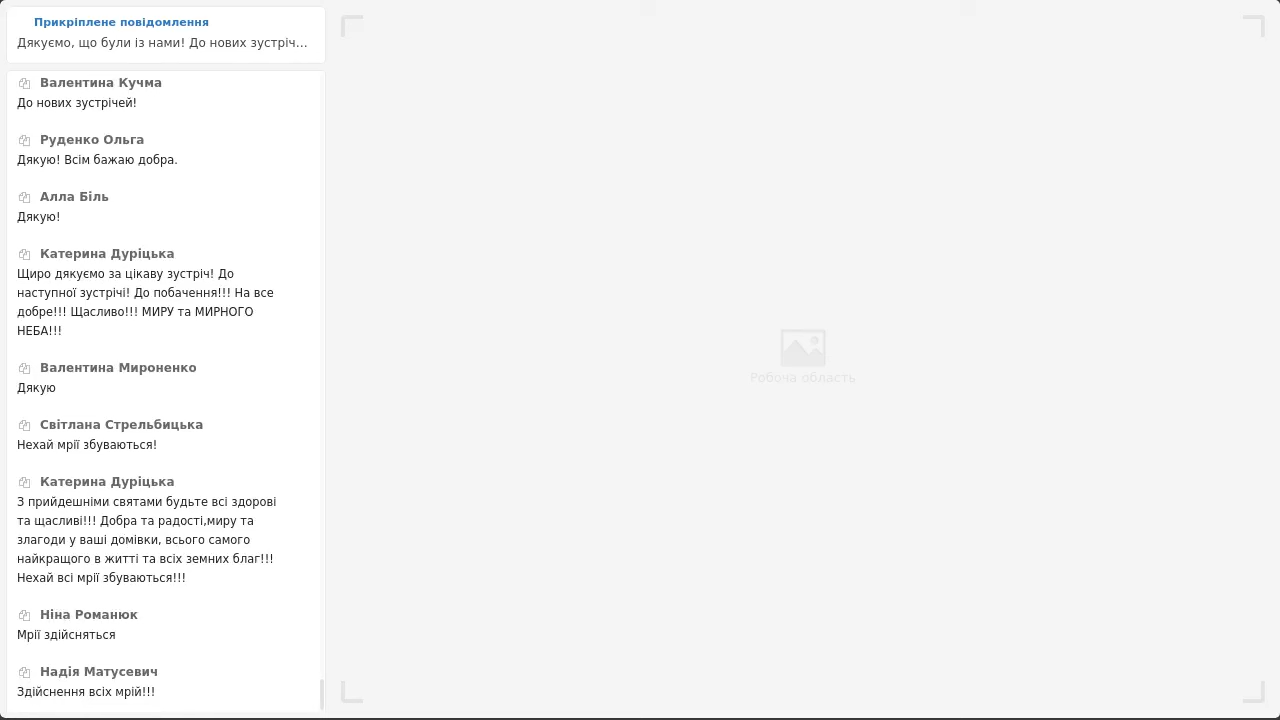 Прикріплене повідомлення
Дякуємо, що були із нами! До нових зустріч...
Валентина Кучма
До нових зустрічей!
Руденко Ольга
Дякую! Всім бажаю добра.
Алла Біль
Дякую!
Катерина Дуріцька
Щиро дякуємо за цікаву зустріч! До
наступної зустрічі! До побачення!!! На все
добре!!! Щасливо!!! МИРУ та МИРНОГО
НЕБА!!!
Валентина Мироненко
Дякую
Світлана Стрельбицька
Нехай мрії збуваються!
Катерина Дуріцька
З прийдешніми святами будьте всі здорові
та щасливі!!! Добра та радості,миру та
злагоди у ваші домівки, всього самого
найкращого в житті та всіх земних благ!!!
Нехай всі мрії збуваються!!!
Ніна Романюк
Мрії здійсняться
Надія Матусевич
Здійснення всіх мрій!!!
Робоча область